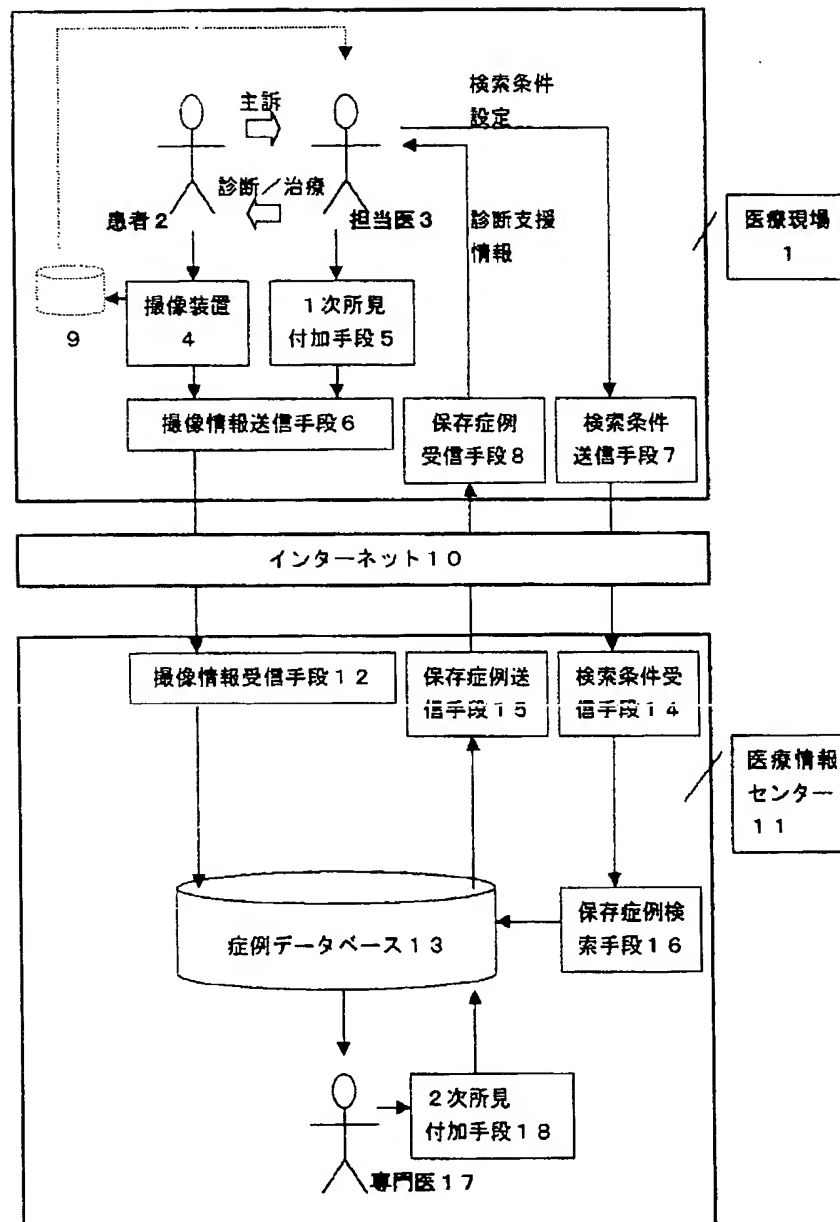 主訴
検索条件
設定
診断／治療
患者２
担当医３
診断支援
情報
医療現場
１
９
撮像装置
４
１次所見
付加手段５
撮像情報送信手段６
保存症例
受信手段８
検索条件
送信手段７
インターネット１０
撮像情報受信手段１２
保存症例送
信手段１５
検索条件受
信手段１４
医療情報
センター
１１
症例データベース１３
保存症例検
索手段１６
２次所見
付加手段１８
専門医１７